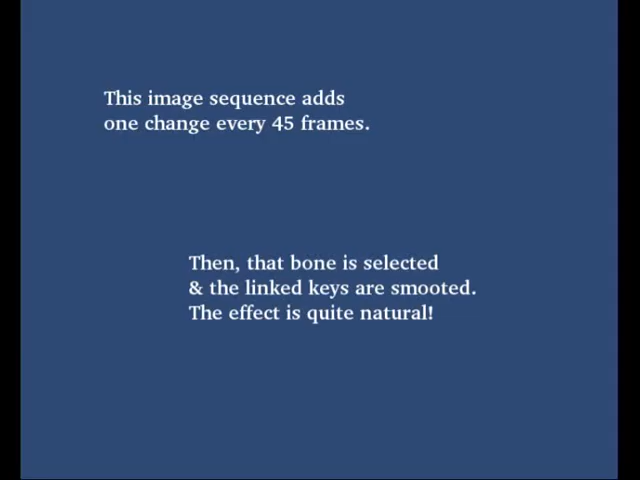 This image sequence adds
one change every 45 frames.
Then, that bone is selected
& the linked keys are smooted.
The effect is quite natural!